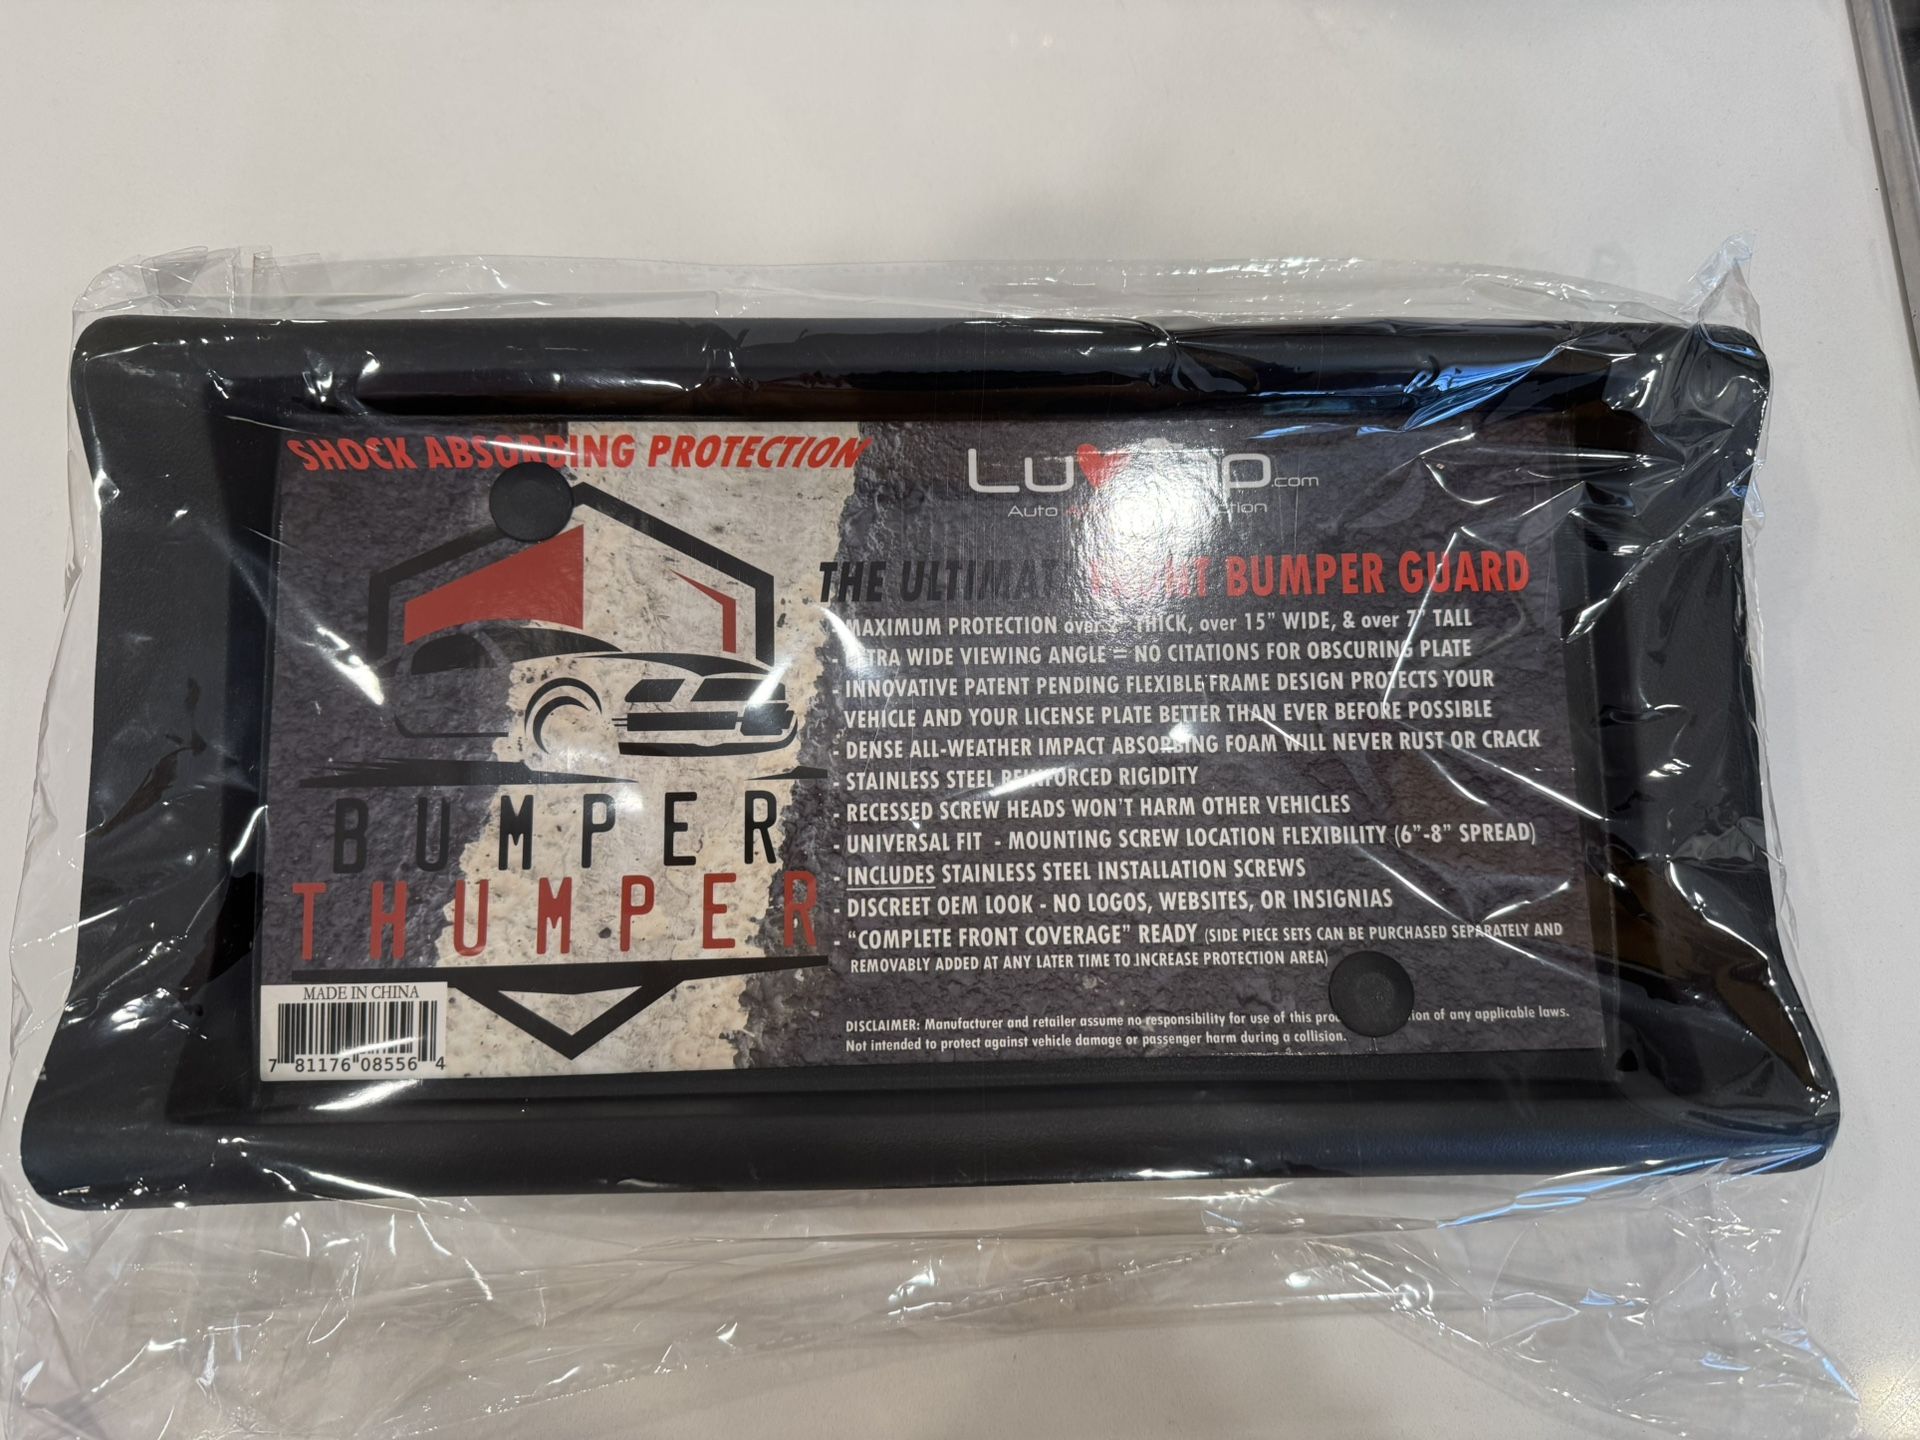 SHOCK ABSORBING PROTECTION
BUMPER
THUMPER
MADE IN CHINA
7 81176 08556 4
.com
Auto
THE ULTIMATE FRONT BUMPER GUARD
MAXIMUM PROTECTION over 2" THICK, over 15" WIDE, & over 7" TALL
- ULTRA WIDE VIEWING ANGLE = NO CITATIONS FOR OBSCURING PLATE
- INNOVATIVE PATENT PENDING FLEXIBLE FRAME DESIGN PROTECTS YOUR
VEHICLE AND YOUR LICENSE PLATE BETTER THAN EVER BEFORE POSSIBLE
- DENSE ALL-WEATHER IMPACT ABSORBING FOAM WILL NEVER RUST OR CRACK
- STAINLESS STEEL REINFORCED RIGIDITY
- RECESSED SCREW HEADS WON'T HARM OTHER VEHICLES
- UNIVERSAL FIT - MOUNTING SCREW LOCATION FLEXIBILITY (6"-8" SPREAD)
- INCLUDES STAINLESS STEEL INSTALLATION SCREWS
- DISCREET OEM LOOK - NO LOGOS, WEBSITES, OR INSIGNIAS
- "COMPLETE FRONT COVERAGE" READY (SIDE PIECE SETS CAN BE PURCHASED SEPARATELY AND
REMOVABLY ADDED AT ANY LATER TIME TO INCREASE PROTECTION AREA)
DISCLAIMER: Manufacturer and retailer assume no responsibility for use of this of any applicable laws.
Not intended to protect against vehicle damage or passenger harm during a collision.